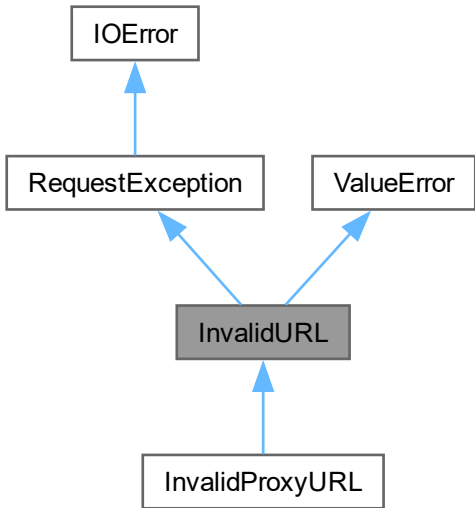 IOError
RequestException
ValueError
InvalidURL
InvalidProxyURL